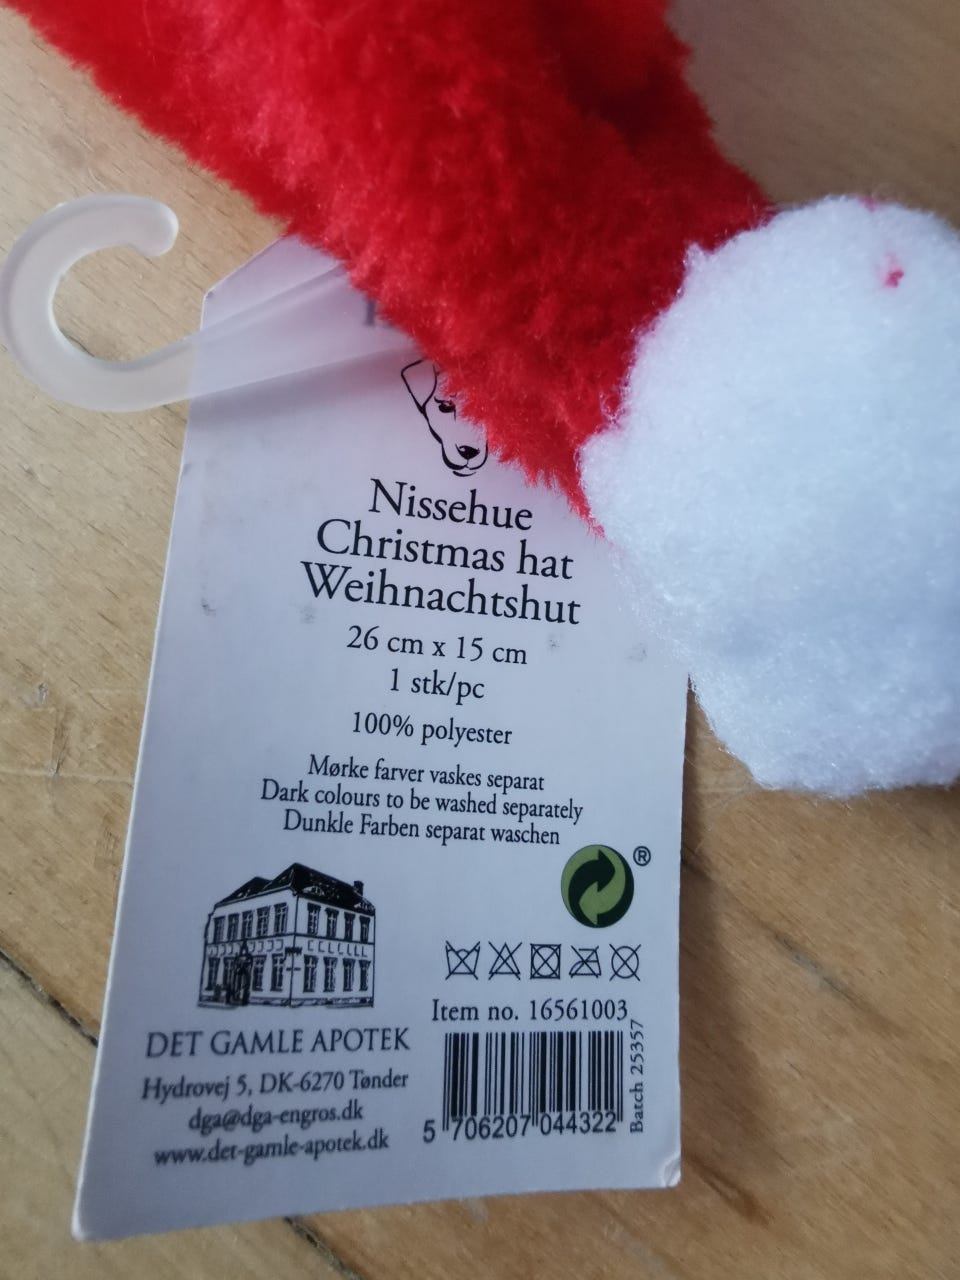 Nissehue
Christmas hat
Weihnachtshut
26 cm x 15 cm
1 stk/pc
100% polyester
Mørke farver vaskes separat
Dark colours to be washed separately
Dunkle Farben separat waschen
®
DET GAMLE APOTEK
Hydrovej 5, DK-6270 Tønder
dga@dga-engros.dk
www.det-gamle-apotek.dk
Item no. 16561003
5 706207 044322
Batch 25357